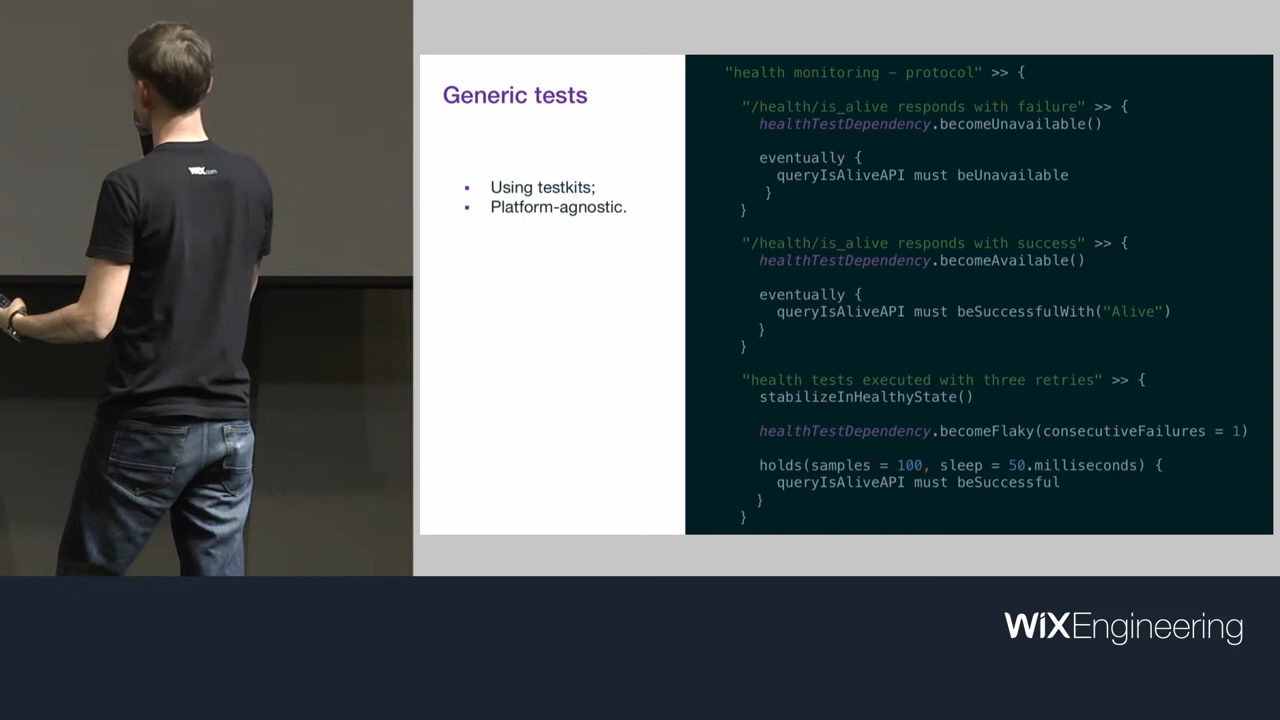 WiX.com
Generic tests
▪ Using testkits;
▪ Platform-agnostic.
"health monitoring – protocol" >> {
"/health/is_alive responds with failure" >> {
healthTestDependency.becomeUnavailable()
eventually {
queryIsAliveAPI must beUnavailable
}
}
"/health/is_alive responds with success" >> {
healthTestDependency.becomeAvailable()
eventually {
queryIsAliveAPI must beSuccessfulWith("Alive")
}
}
"health tests executed with three retries" >> {
stabilizeInHealthyState()
healthTestDependency.becomeFlaky(consecutiveFailures = 1)
holds(samples = 100, sleep = 50.milliseconds) {
queryIsAliveAPI must beSuccessful
}
}
WiXEngineering